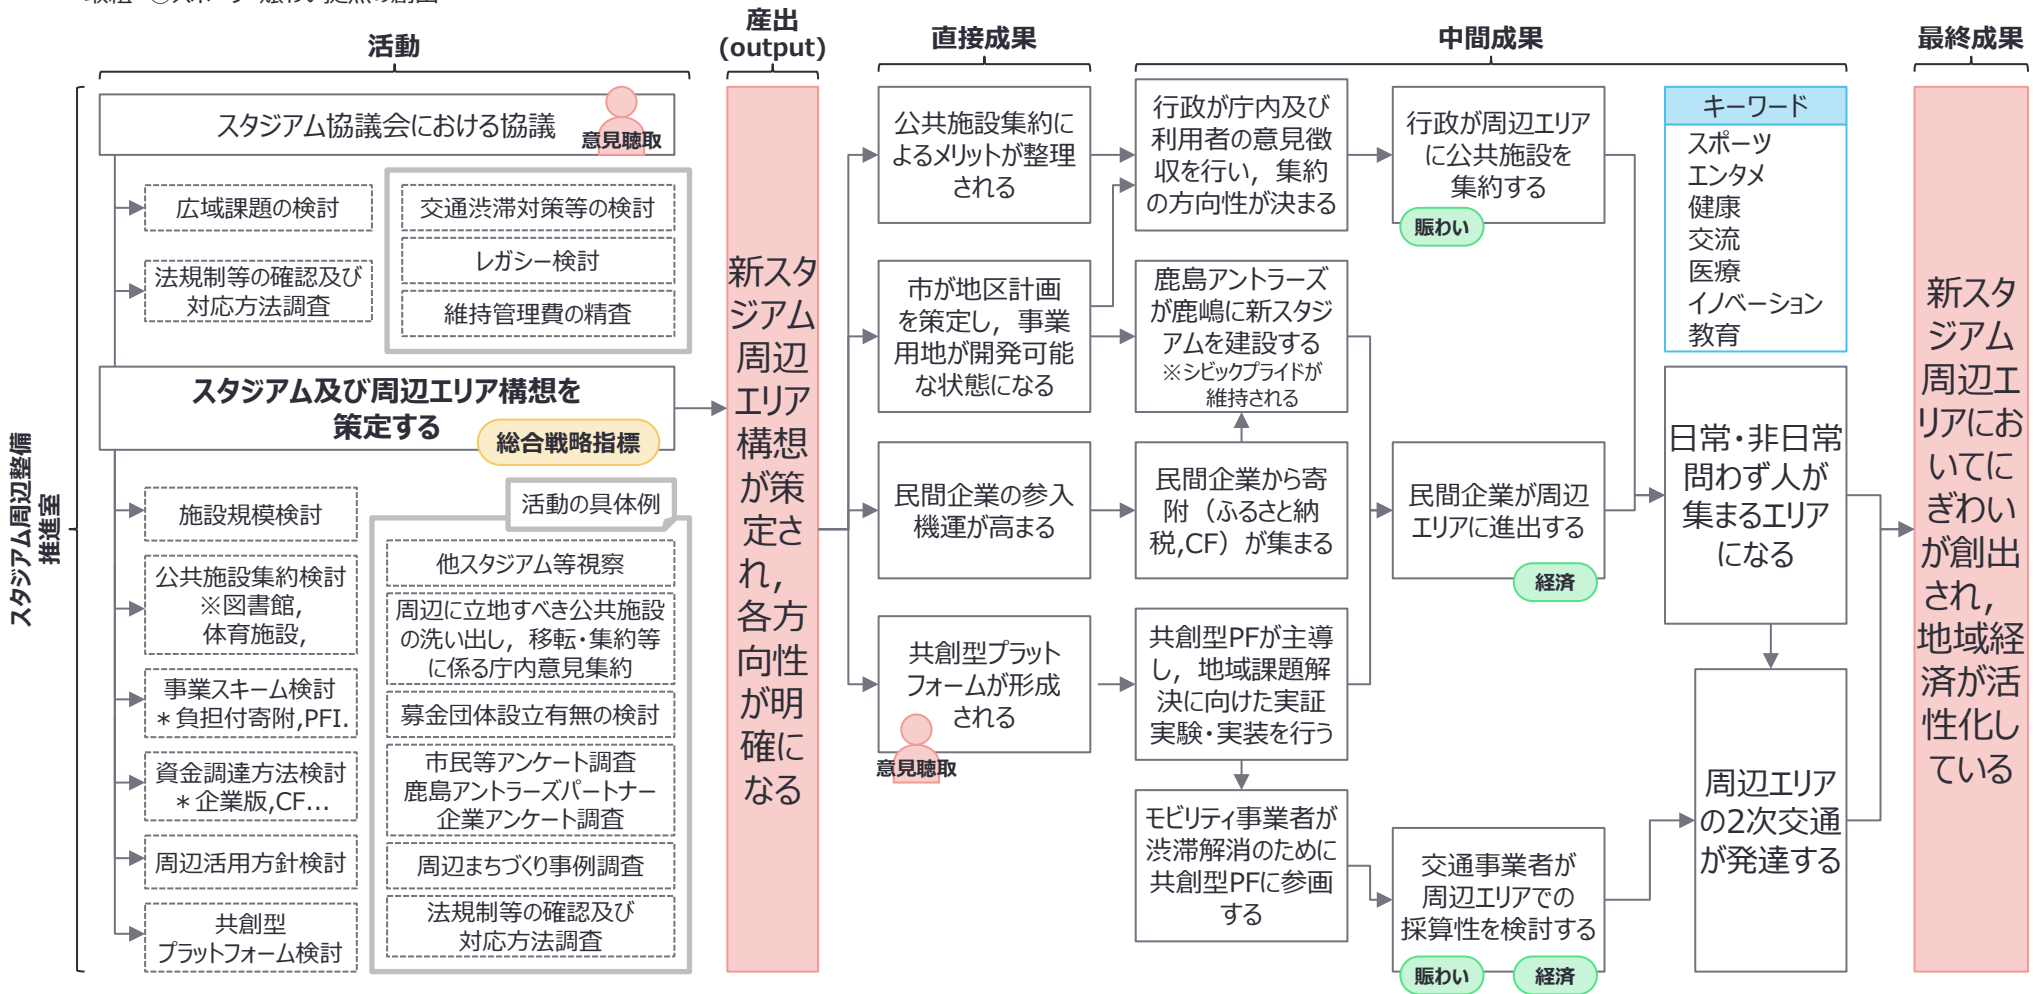 活動
産出
(output)
直接成果
中間成果
最終成果
スタジアム周辺整備
推進室
スタジアム協議会における協議
意見聴取
広域課題の検討
法規制等の確認及び
対応方法調査
交通渋滞対策等の検討
レガシー検討
維持管理費の精査
スタジアム及び周辺エリア構想を
策定する
総合戦略指標
施設規模検討
公共施設集約検討
※図書館,
体育施設,
事業スキーム検討
＊負担付寄附,PFI.
資金調達方法検討
＊企業版,CF...
周辺活用方針検討
共創型
プラットフォーム検討
活動の具体例
他スタジアム等視察
周辺に立地すべき公共施設
の洗い出し，移転・集約等
に係る庁内意見集約
募金団体設立有無の検討
市民等アンケート調査
鹿島アントラーズパートナー
企業アンケート調査
周辺まちづくり事例調査
法規制等の確認及び
対応方法調査
新スタ
ジアム
周辺
エリア
構想
が策
定さ
れ，
各方
向性
が明
確に
なる
公共施設集約に
よるメリットが整理
される
市が地区計画
を策定し，事業
用地が開発可能
な状態になる
民間企業の参入
機運が高まる
共創型プラット
フォームが形成
される
意見聴取
行政が庁内及び
利用者の意見徴
収を行い，集約
の方向性が決まる
鹿島アントラーズ
が鹿嶋に新スタジ
アムを建設する
※シビックプライドが
維持される
民間企業から寄
附（ふるさと納
税,CF）が集まる
共創型PFが主導
し，地域課題解
決に向けた実証
実験・実装を行う
モビリティ事業者が
渋滞解消のために
共創型PFに参画
する
行政が周辺エリア
に公共施設を
集約する
賑わい
民間企業が周辺
エリアに進出する
経済
交通事業者が
周辺エリアでの
採算性を検討する
賑わい
経済
キーワード
スポーツ
エンタメ
健康
交流
医療
イノベーション
教育
日常・非日常
問わず人が
集まるエリア
になる
周辺エリア
の2次交通
が発達する
新スタ
ジアム
周辺エ
リアにお
いてに
ぎわい
が創出
され，
地域経
済が活
性化し
ている